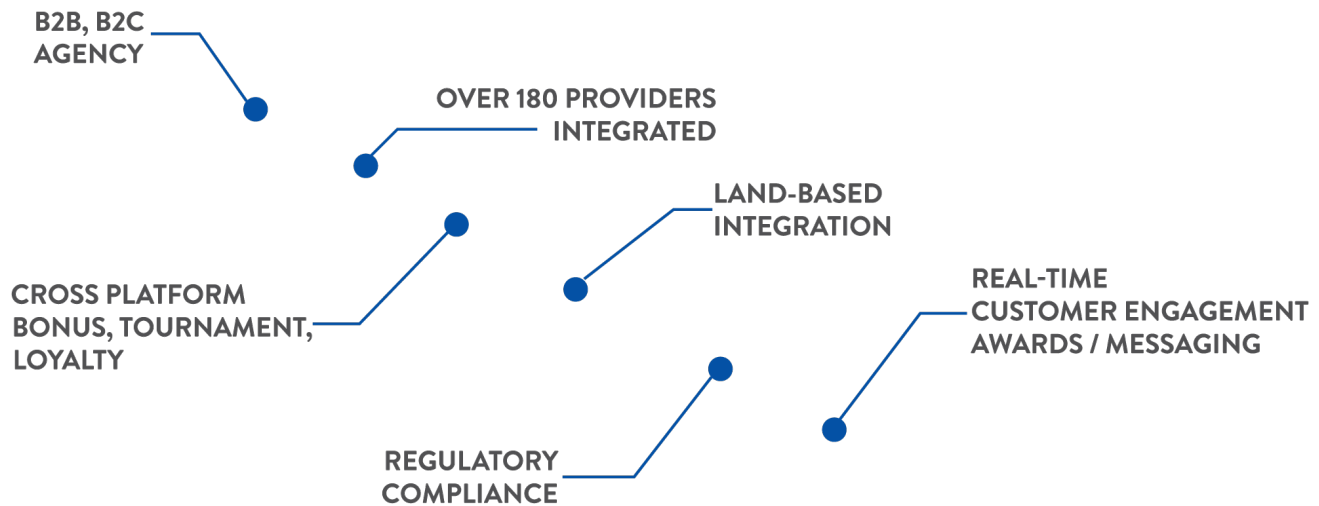 B2B, B2C
AGENCY
OVER 180 PROVIDERS
INTEGRATED
LAND-BASED
INTEGRATION
CROSS PLATFORM
BONUS, TOURNAMENT,
LOYALTY
REAL-TIME
CUSTOMER ENGAGEMENT
AWARDS / MESSAGING
REGULATORY
COMPLIANCE